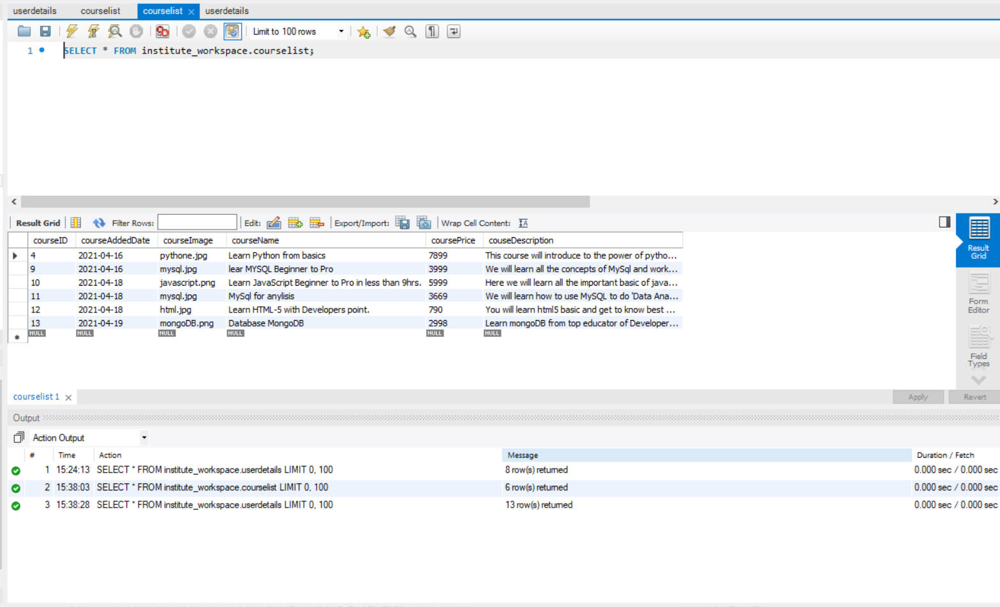 userdetails courselist courselist × userdetails
Limit to 100 rows
1 SELECT * FROM institute_workspace.courselist;
Result Grid Filter Rows: Edit: Export/Import: Wrap Cell Content:
courseID courseAddedDate courseImage courseName coursePrice couseDescription
4 2021-04-16 pythone.jpg Learn Python from basics 7899 This course will introduce to the power of pytho...
9 2021-04-16 mysql.jpg lear MYSQL Beginner to Pro 3999 We will learn all the concepts of MySql and work...
10 2021-04-18 javascript.png Learn JavaScript Beginner to Pro in less than 9hrs. 5999 Here we will learn all the important basic of java...
11 2021-04-18 mysql.jpg MySql for anylisis 3669 We will learn how to use MySQL to do 'Data Ana...
12 2021-04-18 html.jpg Learn HTML-5 with Developers point. 790 You will learn html5 basic and get to know best ...
13 2021-04-19 mongoDB.png Database MongoDB 2998 Learn mongoDB from top educator of Developer...
NULL NULL NULL NULL NULL NULL
Result
Grid
Form
Editor
Field
Types
courselist 1 × Apply Revert
Output
Action Output
# Time Action Message Duration / Fetch
1 15:24:13 SELECT * FROM institute_workspace.userdetails LIMIT 0, 100 8 row(s) returned 0.000 sec / 0.000 sec
2 15:38:03 SELECT * FROM institute_workspace.courselist LIMIT 0, 100 6 row(s) returned 0.000 sec / 0.000 sec
3 15:38:28 SELECT * FROM institute_workspace.userdetails LIMIT 0, 100 13 row(s) returned 0.000 sec / 0.000 sec